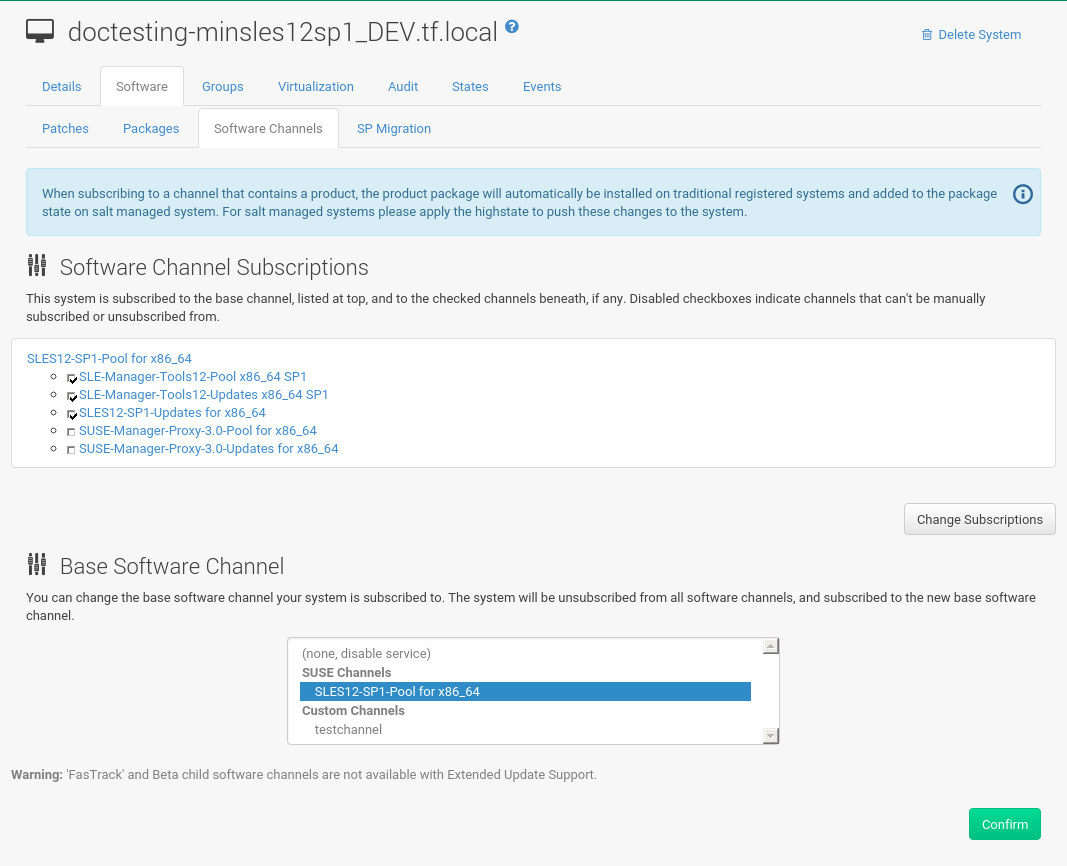 doctesting-minsles12sp1_DEV.tf.local ?
Delete System
Details Software Groups Virtualization Audit States Events
Patches Packages Software Channels SP Migration
When subscribing to a channel that contains a product, the product package will automatically be installed on traditional registered systems and added to the package
state on salt managed system. For salt managed systems please apply the highstate to push these changes to the system.
Software Channel Subscriptions
This system is subscribed to the base channel, listed at top, and to the checked channels beneath, if any. Disabled checkboxes indicate channels that can't be manually
subscribed or unsubscribed from.
SLES12-SP1-Pool for x86_64
SLE-Manager-Tools12-Pool x86_64 SP1
SLE-Manager-Tools12-Updates x86_64 SP1
SLES12-SP1-Updates for x86_64
SUSE-Manager-Proxy-3.0-Pool for x86_64
SUSE-Manager-Proxy-3.0-Updates for x86_64
Change Subscriptions
Base Software Channel
You can change the base software channel your system is subscribed to. The system will be unsubscribed from all software channels, and subscribed to the new base software
channel.
(none, disable service)
SUSE Channels
SLES12-SP1-Pool for x86_64
Custom Channels
testchannel
Warning: 'FasTrack' and Beta child software channels are not available with Extended Update Support.
Confirm